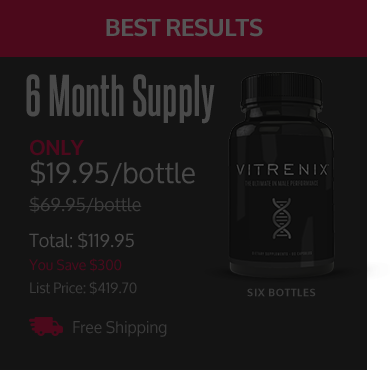 BEST RESULTS
6 Month Supply
ONLY
$19.95/bottle
$69.95/bottle
Total: $119.95
You Save $300
List Price: $419.70
Free Shipping
VITRENIX
SIX BOTTLES